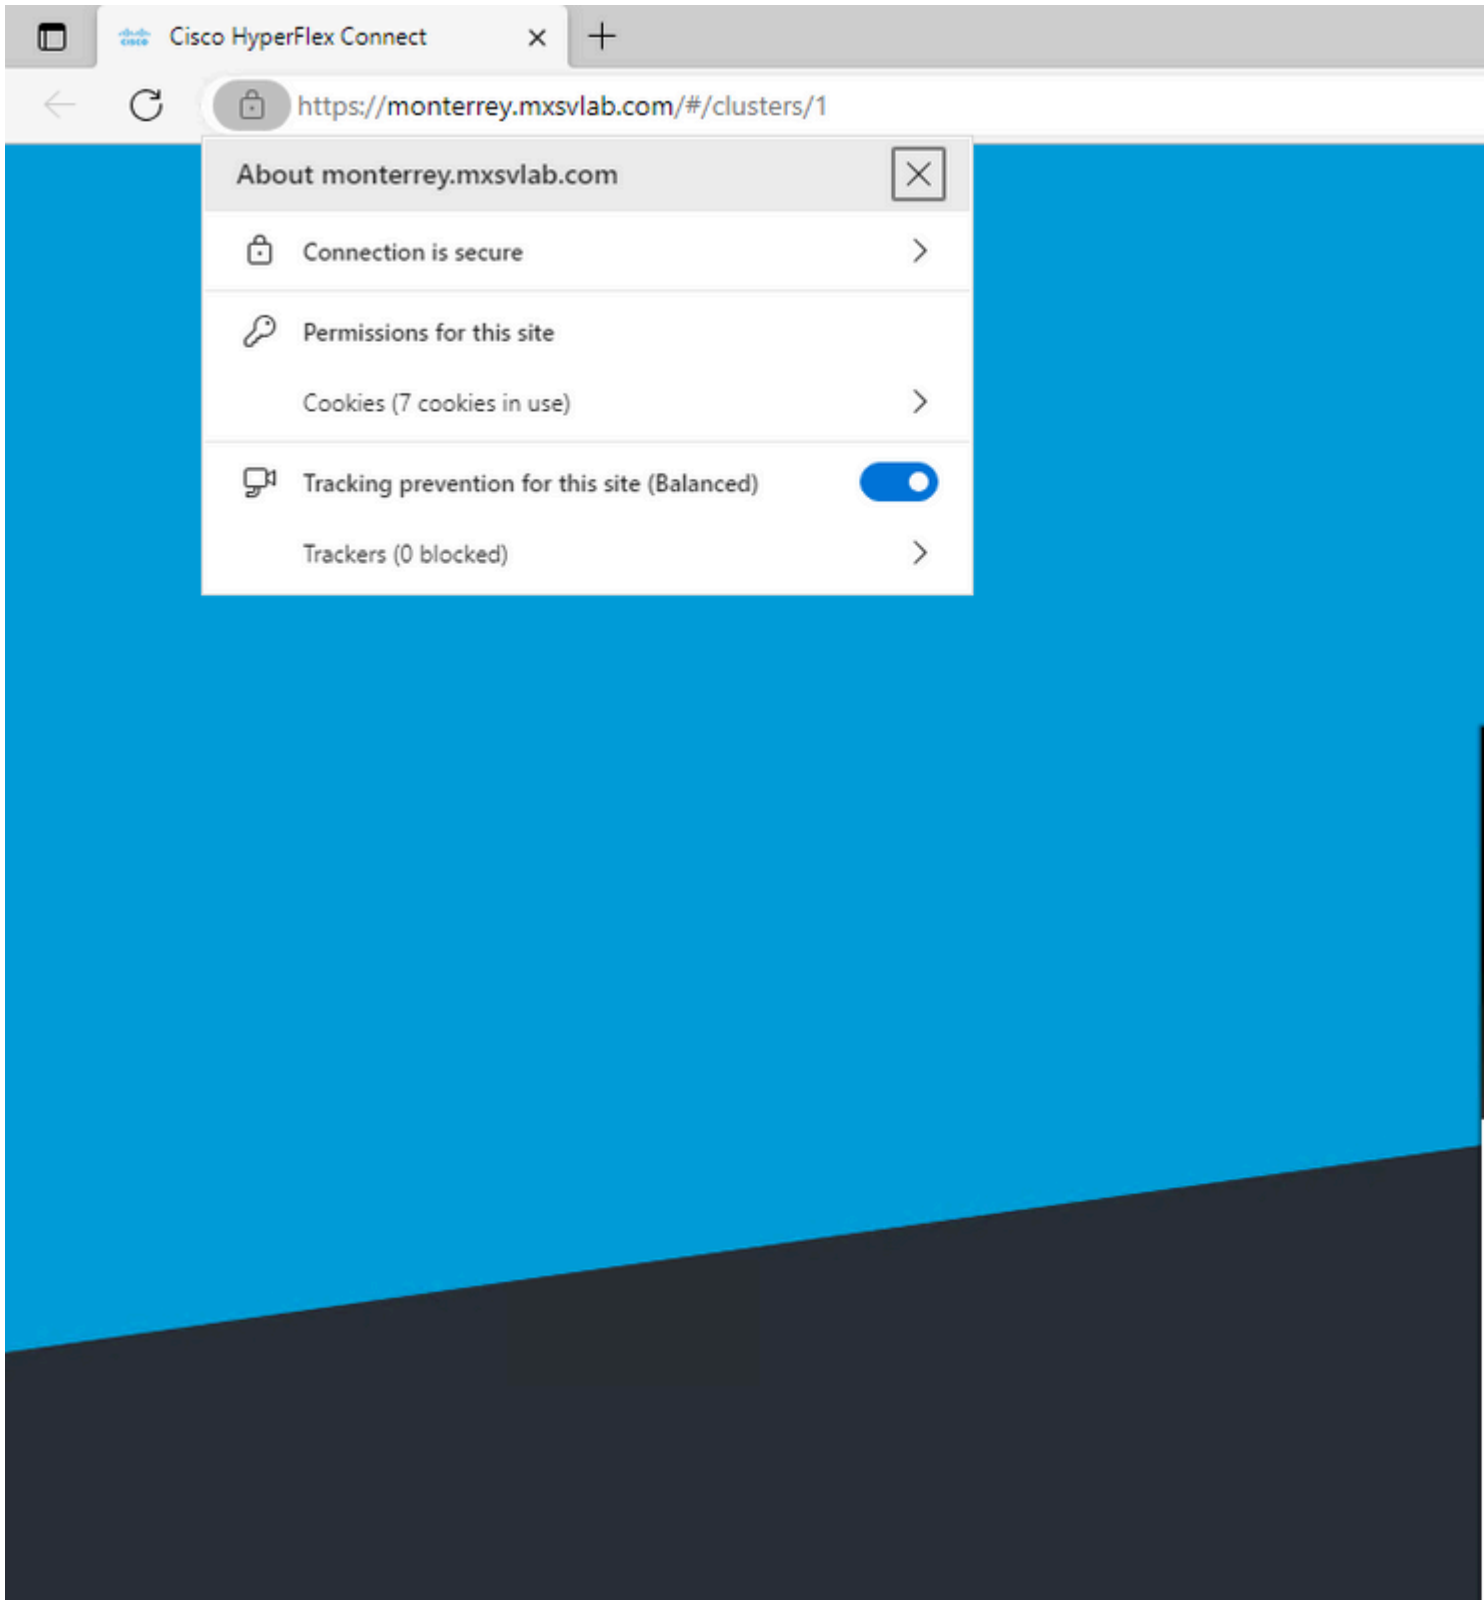 Cisco HyperFlex Connect
https://monterrey.mxsvlab.com/#/clusters/1
About monterrey.mxsvlab.com
Connection is secure
Permissions for this site
Cookies (7 cookies in use)
Tracking prevention for this site (Balanced)
Trackers (0 blocked)